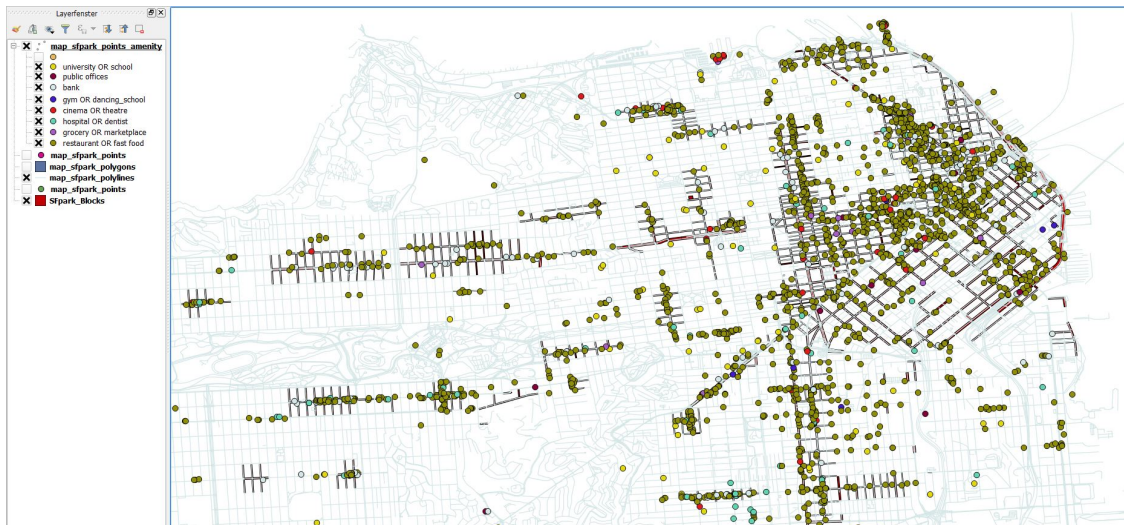 Layerfenster
map_sfpark_points_amenity
university OR school
public offices
bank
gym OR dancing_school
cinema OR theatre
hospital OR dentist
grocery OR marketplace
restaurant OR fast food
map_sfpark_points
map_sfpark_polygons
map_sfpark_polylines
map_sfpark_points
SFpark_Blocks